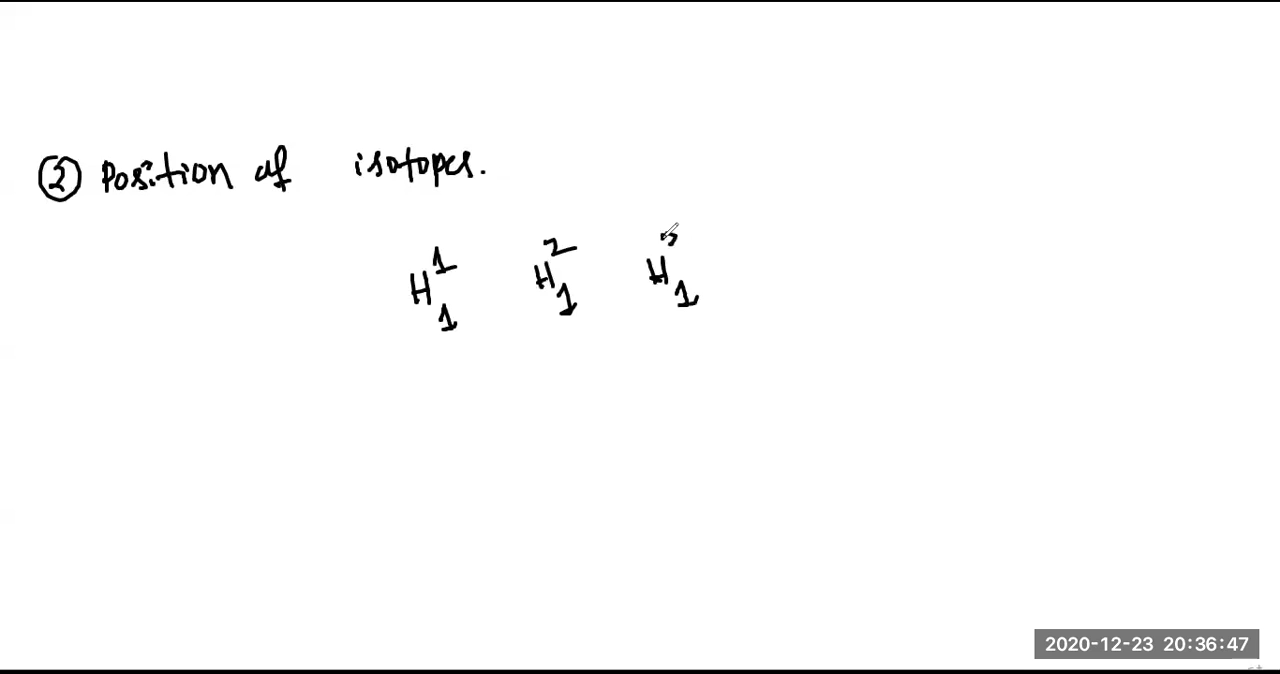 ② Position of isotopes.
H¹₁ H²₁ H³₁
2020-12-23 20:36:47